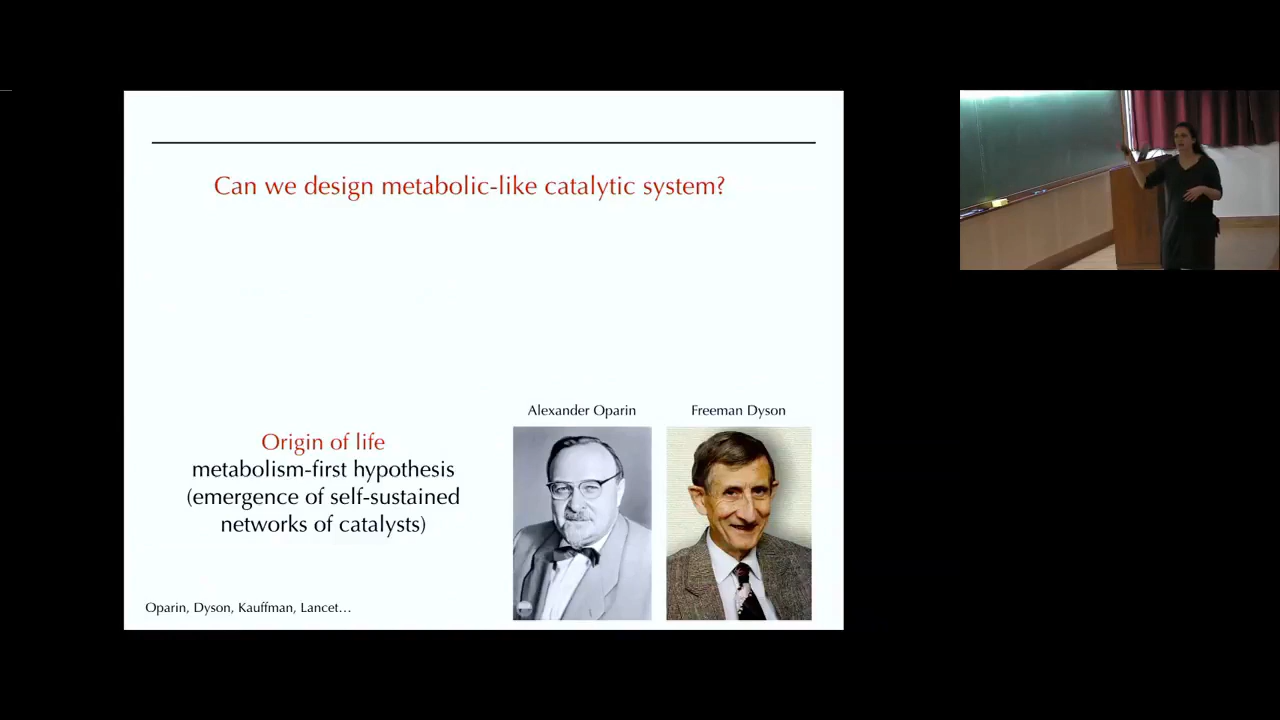 Can we design metabolic-like catalytic system?
Alexander Oparin
Freeman Dyson
Origin of life
metabolism-first hypothesis
(emergence of self-sustained
networks of catalysts)
Oparin, Dyson, Kauffman, Lancet...